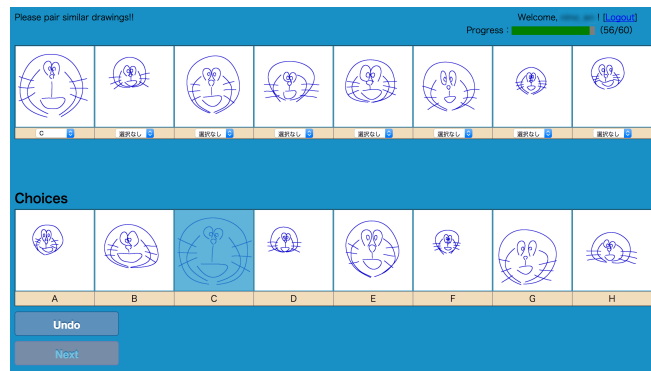 Please pair similar drawings!!
Welcome, ! [Logout]
Progress : (56/60)
C 選択なし 選択なし 選択なし 選択なし 選択なし 選択なし 選択なし
Choices
A B C D E F G H
Undo
Next